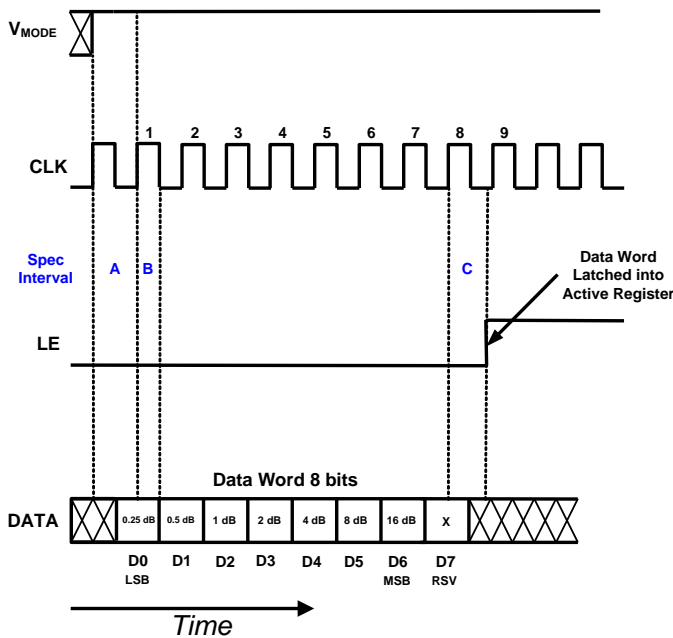 VMODE
1 2 3 4 5 6 7 8 9
CLK
Spec
Interval
A B C
Data Word
Latched into
Active Register
LE
Data Word 8 bits
DATA
0.25 dB 0.5 dB 1 dB 2 dB 4 dB 8 dB 16 dB X
D0 D1 D2 D3 D4 D5 D6 D7
LSB MSB RSV
Time